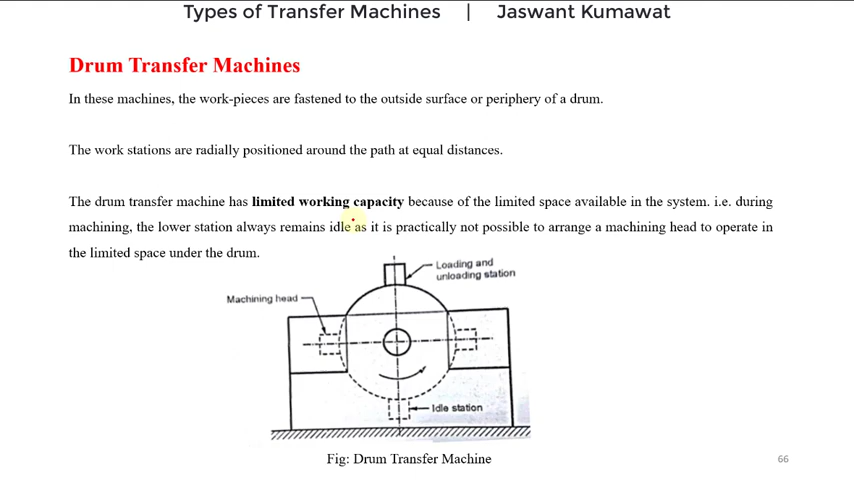 Types of Transfer Machines | Jaswant Kumawat
Drum Transfer Machines
In these machines, the work-pieces are fastened to the outside surface or periphery of a drum.
The work stations are radially positioned around the path at equal distances.
The drum transfer machine has limited working capacity because of the limited space available in the system. i.e. during
machining, the lower station always remains idle as it is practically not possible to arrange a machining head to operate in
the limited space under the drum.
Loading and
unloading station
Machining head
Idle station
Fig: Drum Transfer Machine
66